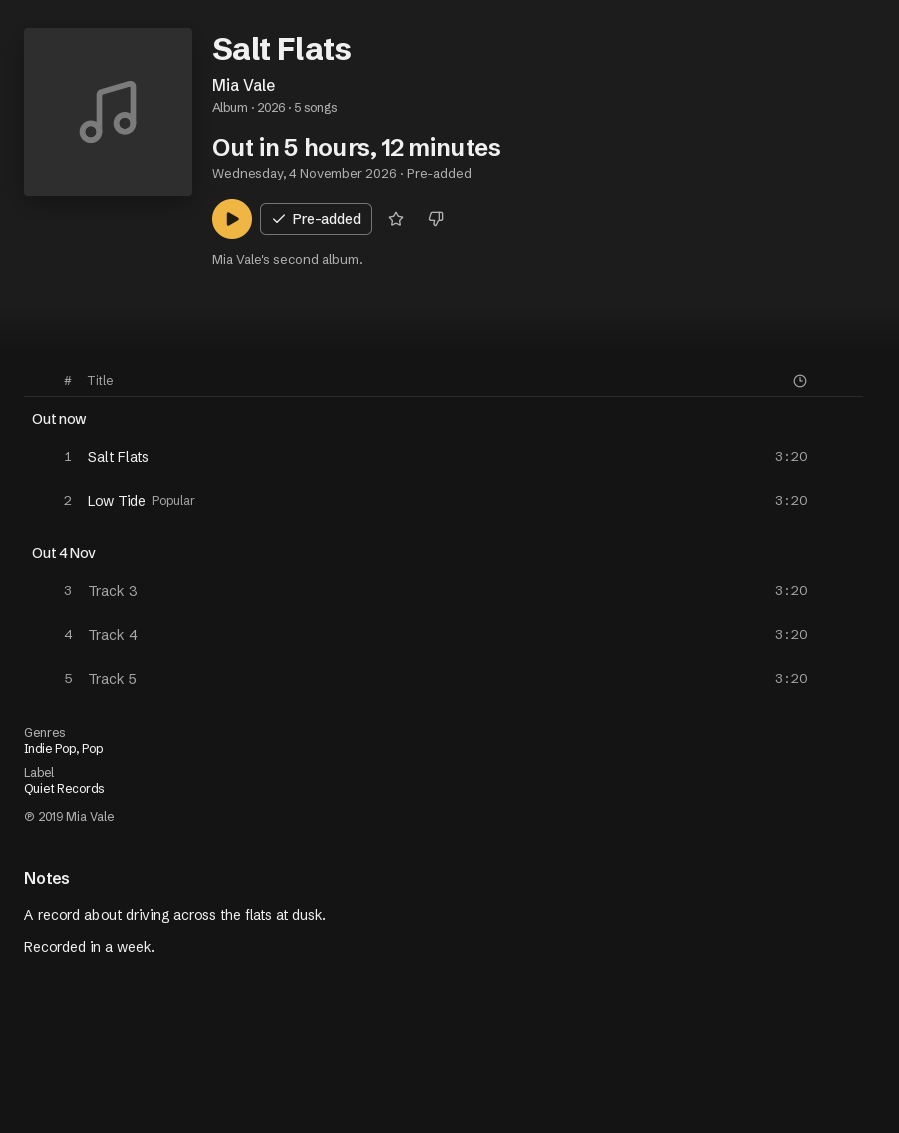 Salt Flats
Mia Vale
Album · 2026 · 5 songs
Out in 5 hours, 12 minutes
Wednesday, 4 November 2026 · Pre-added
Pre-added
Mia Vale's second album.
# Title
Out now
1 Salt Flats 3:20
2 Low Tide Popular 3:20
Out 4 Nov
3 Track 3 3:20
4 Track 4 3:20
5 Track 5 3:20
Genres
Indie Pop, Pop
Label
Quiet Records
℗ 2019 Mia Vale
Notes
A record about driving across the flats at dusk.
Recorded in a week.